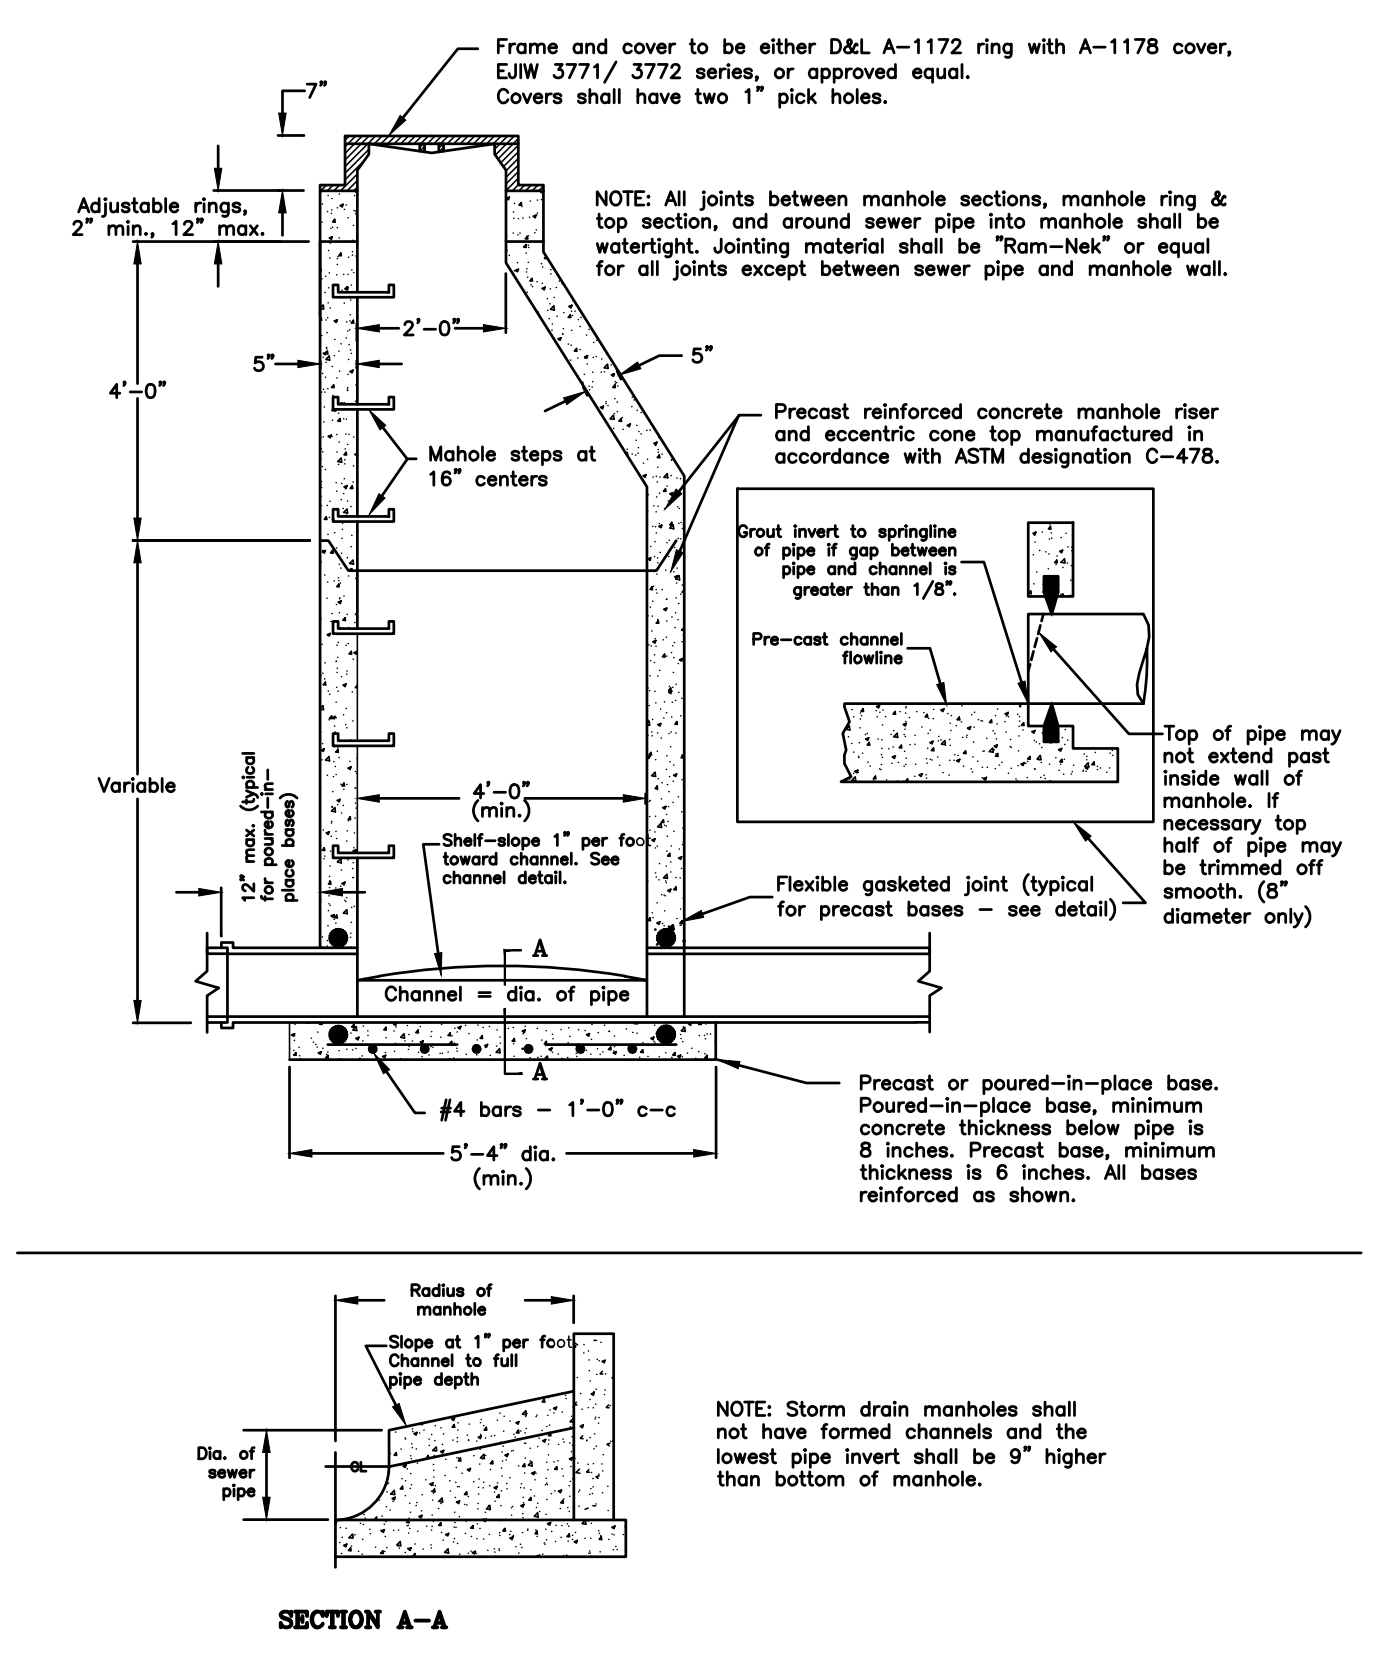 Frame and cover to be either D&L A-1172 ring with A-1178 cover,
EJIW 3771/ 3772 series, or approved equal.
Covers shall have two 1" pick holes.
7"
Adjustable rings,
2" min., 12" max.
NOTE: All joints between manhole sections, manhole ring &
top section, and around sewer pipe into manhole shall be
watertight. Jointing material shall be "Ram-Nek" or equal
for all joints except between sewer pipe and manhole wall.
2'-0"
5"
5"
4'-0"
Precast reinforced concrete manhole riser
and eccentric cone top manufactured in
accordance with ASTM designation C-478.
Mahole steps at
16" centers
Grout invert to springline
of pipe if gap between
pipe and channel is
greater than 1/8".
Pre-cast channel
flowline
Top of pipe may
not extend past
inside wall of
manhole. If
necessary top
half of pipe may
be trimmed off
smooth. (8"
diameter only)
Variable
12" max. (typical
for poured-in-
place bases)
4'-0"
(min.)
Shelf-slope 1" per foot
toward channel. See
channel detail.
Flexible gasketed joint (typical
for precast bases - see detail)
A
Channel = dia. of pipe
A
#4 bars - 1'-0" c-c
5'-4" dia.
(min.)
Precast or poured-in-place base.
Poured-in-place base, minimum
concrete thickness below pipe is
8 inches. Precast base, minimum
thickness is 6 inches. All bases
reinforced as shown.
Radius of
manhole
Slope at 1" per foot
Channel to full
pipe depth
Dia. of
sewer
pipe
CL
NOTE: Storm drain manholes shall
not have formed channels and the
lowest pipe invert shall be 9" higher
than bottom of manhole.
SECTION A-A